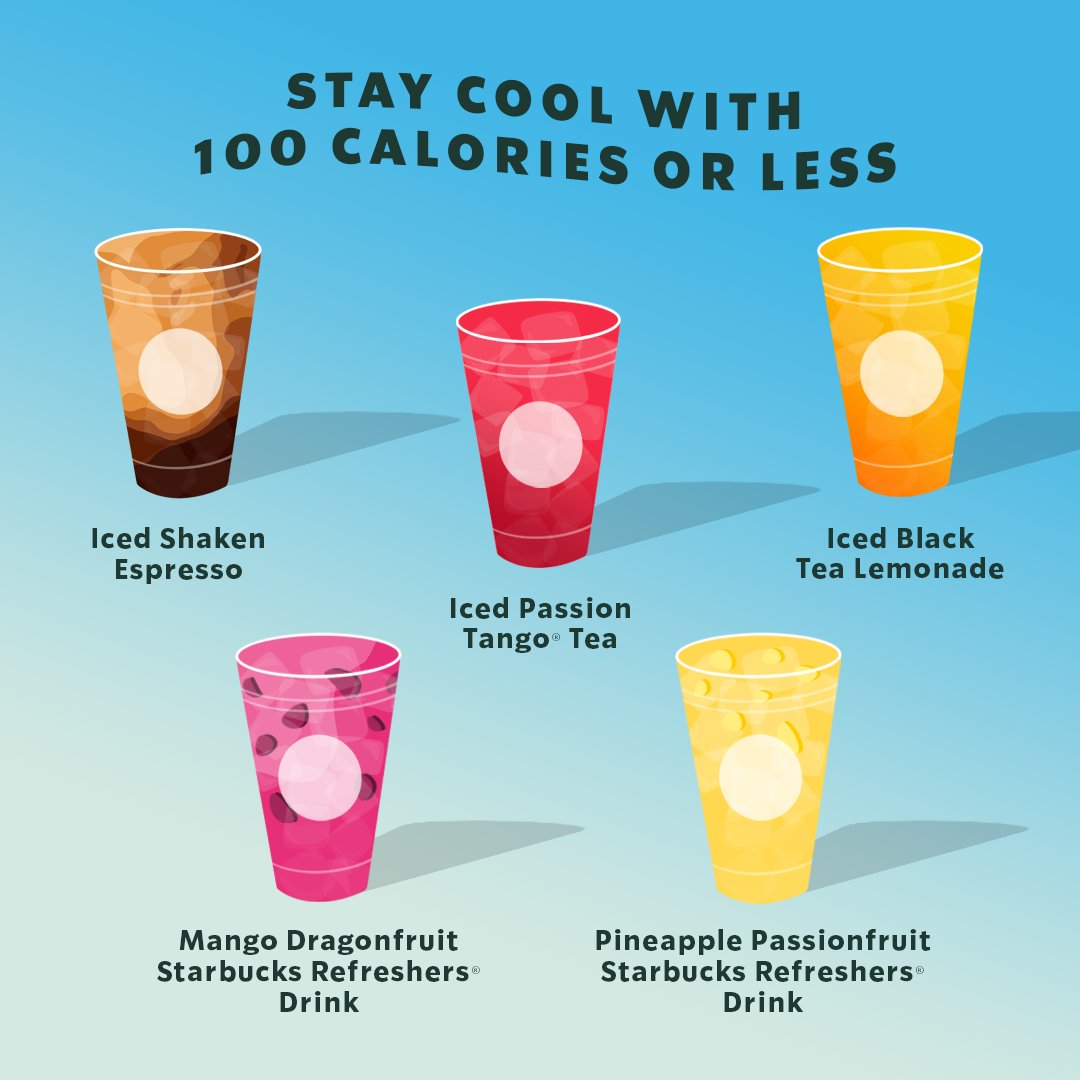 STAY COOL WITH
100 CALORIES OR LESS
Iced Shaken
Espresso
Iced Passion
Tango® Tea
Iced Black
Tea Lemonade
Mango Dragonfruit
Starbucks Refreshers®
Drink
Pineapple Passionfruit
Starbucks Refreshers®
Drink